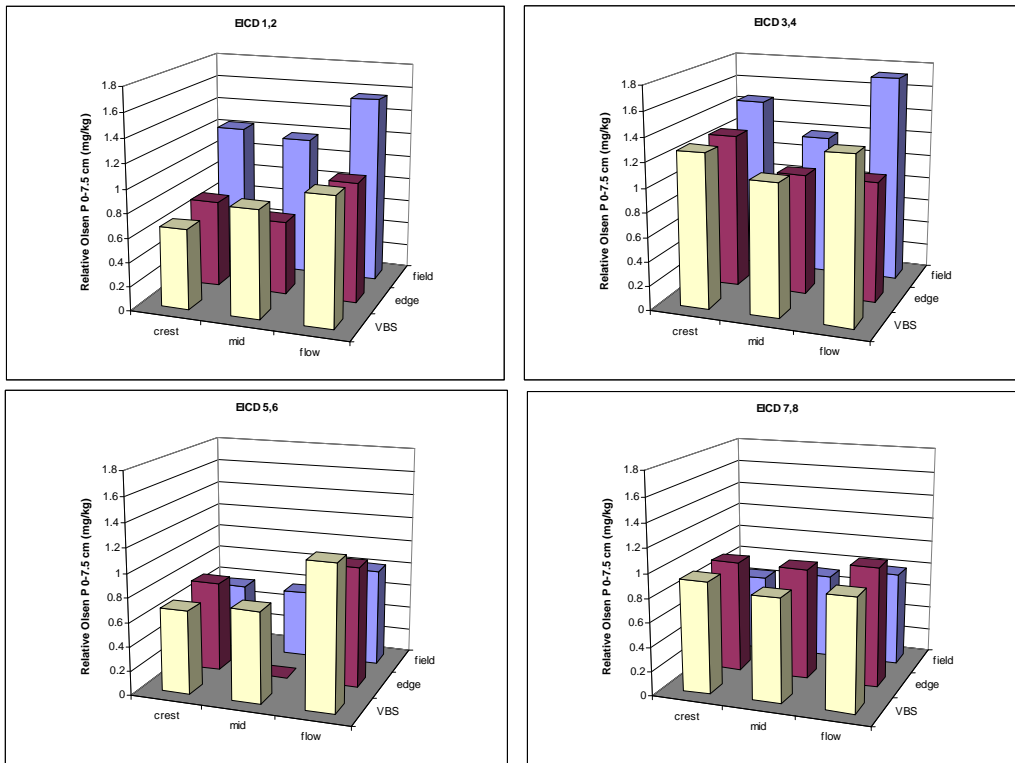 EICD 1,2
Relative Olsen P 0-7.5 cm (mg/kg)
1.8
1.6
1.4
1.2
1
0.8
0.6
0.4
0.2
0
crest
mid
flow
VBS
edge
field
EICD 3,4
Relative Olsen P 0-7.5 cm (mg/kg)
1.8
1.6
1.4
1.2
1
0.8
0.6
0.4
0.2
0
crest
mid
flow
VBS
edge
field
EICD 5,6
Relative Olsen P 0-7.5 cm (mg/kg)
1.8
1.6
1.4
1.2
1
0.8
0.6
0.4
0.2
0
crest
mid
flow
VBS
edge
field
EICD 7,8
Relative Olsen P 0-7.5 cm (mg/kg)
1.8
1.6
1.4
1.2
1
0.8
0.6
0.4
0.2
0
crest
mid
flow
VBS
edge
field